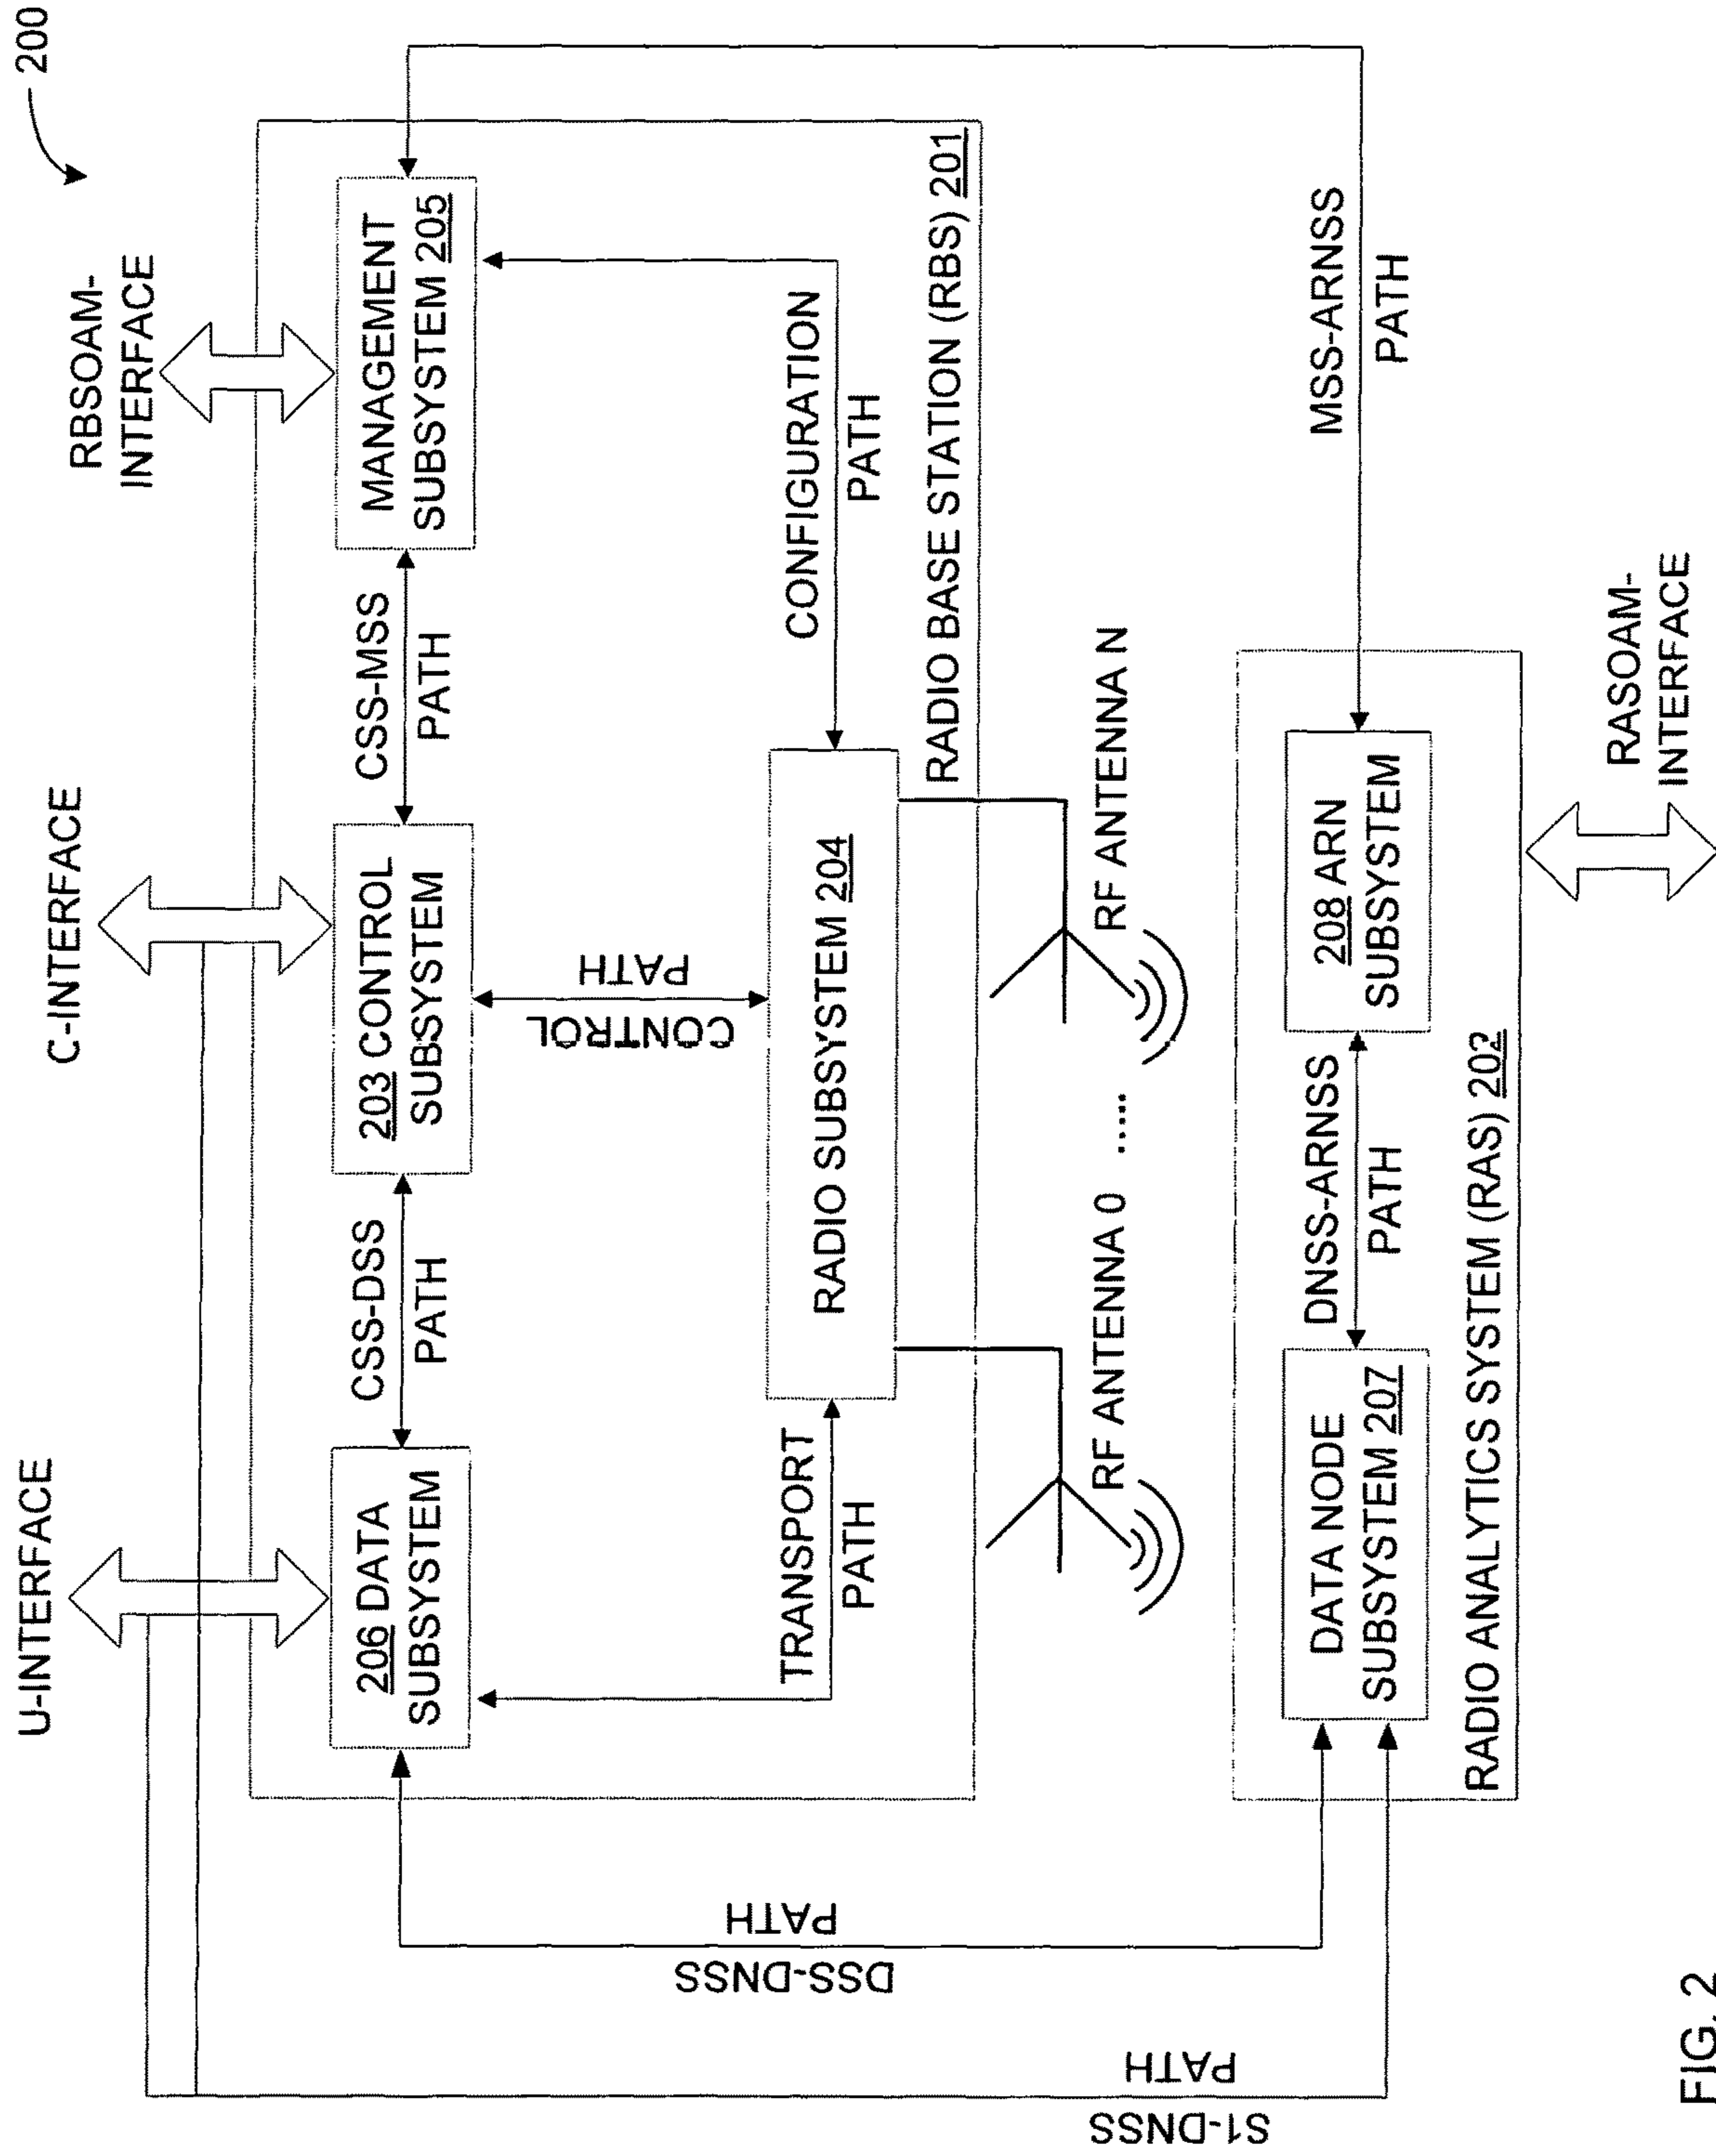 200
U-INTERFACE
C-INTERFACE
RBSOAM-
INTERFACE
206 DATA
SUBSYSTEM
CSS-DSS
PATH
203 CONTROL
SUBSYSTEM
CSS-MSS
PATH
MANAGEMENT
SUBSYSTEM 205
CONTROL
PATH
TRANSPORT
PATH
RADIO SUBSYSTEM 204
CONFIGURATION
PATH
RADIO BASE STATION (RBS) 201
RF ANTENNA 0 ..... RF ANTENNA N
DSS-DNSS
PATH
S1-DNSS
PATH
DATA NODE
SUBSYSTEM 207
DNSS-ARNSS
PATH
208 ARN
SUBSYSTEM
MSS-ARNSS
PATH
RADIO ANALYTICS SYSTEM (RAS) 202
RASOAM-
INTERFACE
FIG. 2